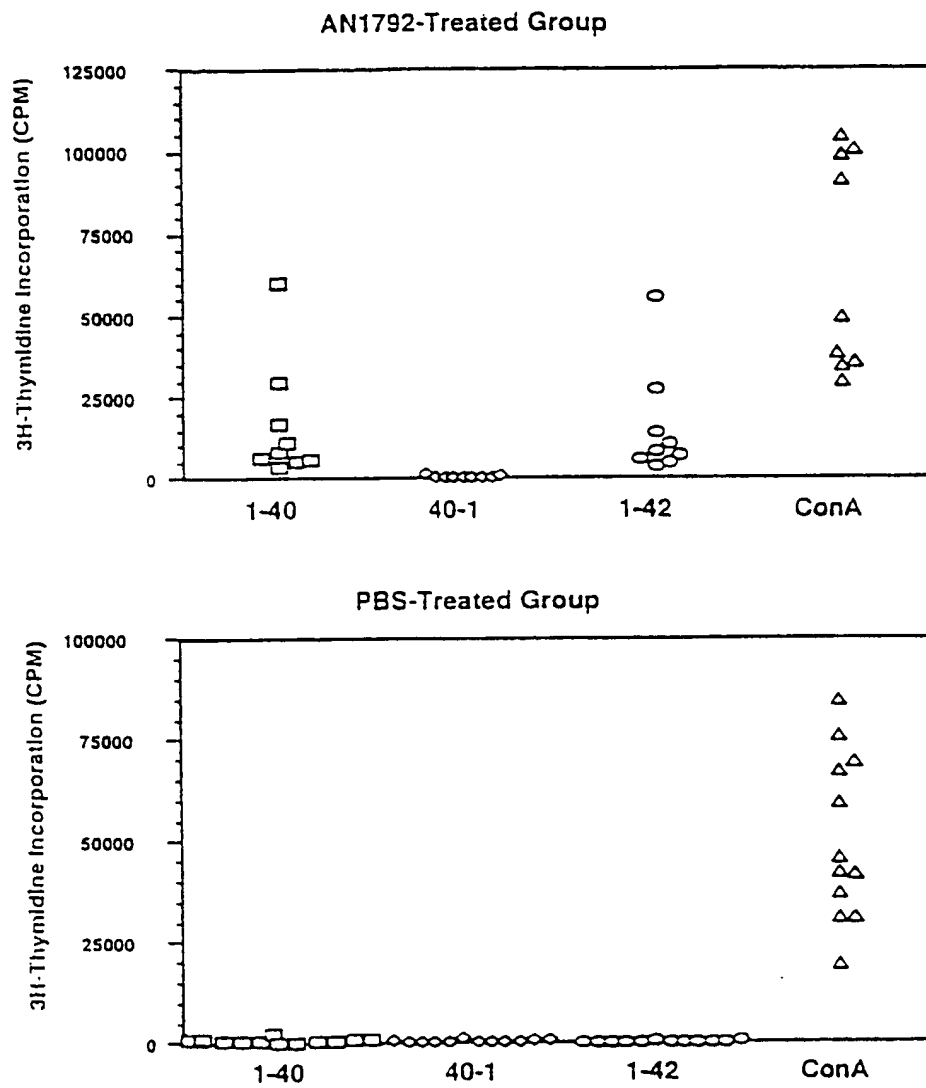 AN1792-Treated Group
3H-Thymidine Incorporation (CPM)
125000
100000
75000
50000
25000
0
1-40 40-1 1-42 ConA
PBS-Treated Group
3H-Thymidine Incorporation (CPM)
100000
75000
50000
25000
0
1-40 40-1 1-42 ConA